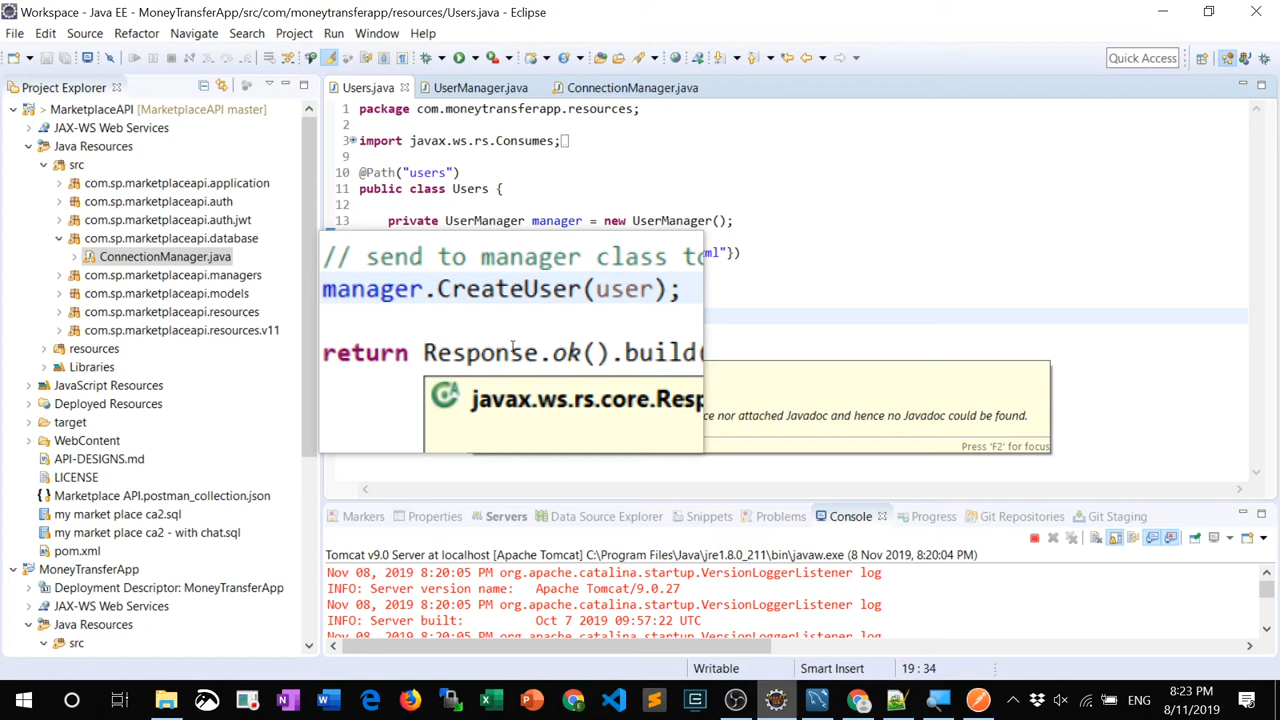 Workspace - Java EE - MoneyTransferApp/src/com/moneytransferapp/resources/Users.java - Eclipse
File Edit Source Refactor Navigate Search Project Run Window Help
Quick Access
Project Explorer
Users.java UserManager.java ConnectionManager.java
> MarketplaceAPI [MarketplaceAPI master]
JAX-WS Web Services
Java Resources
src
com.sp.marketplaceapi.application
com.sp.marketplaceapi.auth
com.sp.marketplaceapi.auth.jwt
com.sp.marketplaceapi.database
ConnectionManager.java
com.sp.marketplaceapi.managers
com.sp.marketplaceapi.models
com.sp.marketplaceapi.resources
com.sp.marketplaceapi.resources.v11
resources
Libraries
JavaScript Resources
Deployed Resources
target
WebContent
API-DESIGNS.md
LICENSE
Marketplace API.postman_collection.json
my market place ca2.sql
my market place ca2 - with chat.sql
pom.xml
MoneyTransferApp
Deployment Descriptor: MoneyTransferApp
JAX-WS Web Services
Java Resources
src
1 package com.moneytransferapp.resources;
2
3 import javax.ws.rs.Consumes;
9
10 @Path("users")
11 public class Users {
12
13 private UserManager manager = new UserManager();
ml"})
// send to manager class to
manager.CreateUser(user);
return Response.ok().build(
javax.ws.rs.core.Resp
ce nor attached Javadoc and hence no Javadoc could be found.
Press 'F2' for focus
Markers Properties Servers Data Source Explorer Snippets Problems Console Progress Git Repositories Git Staging
Tomcat v9.0 Server at localhost [Apache Tomcat] C:\Program Files\Java\jre1.8.0_211\bin\javaw.exe (8 Nov 2019, 8:20:04 PM)
Nov 08, 2019 8:20:05 PM org.apache.catalina.startup.VersionLoggerListener log
INFO: Server version name: Apache Tomcat/9.0.27
Nov 08, 2019 8:20:05 PM org.apache.catalina.startup.VersionLoggerListener log
INFO: Server built: Oct 7 2019 09:57:22 UTC
Nov 08, 2019 8:20:05 PM org.apache.catalina.startup.VersionLoggerListener log
Writable Smart Insert 19 : 34
ENG 8:23 PM
8/11/2019